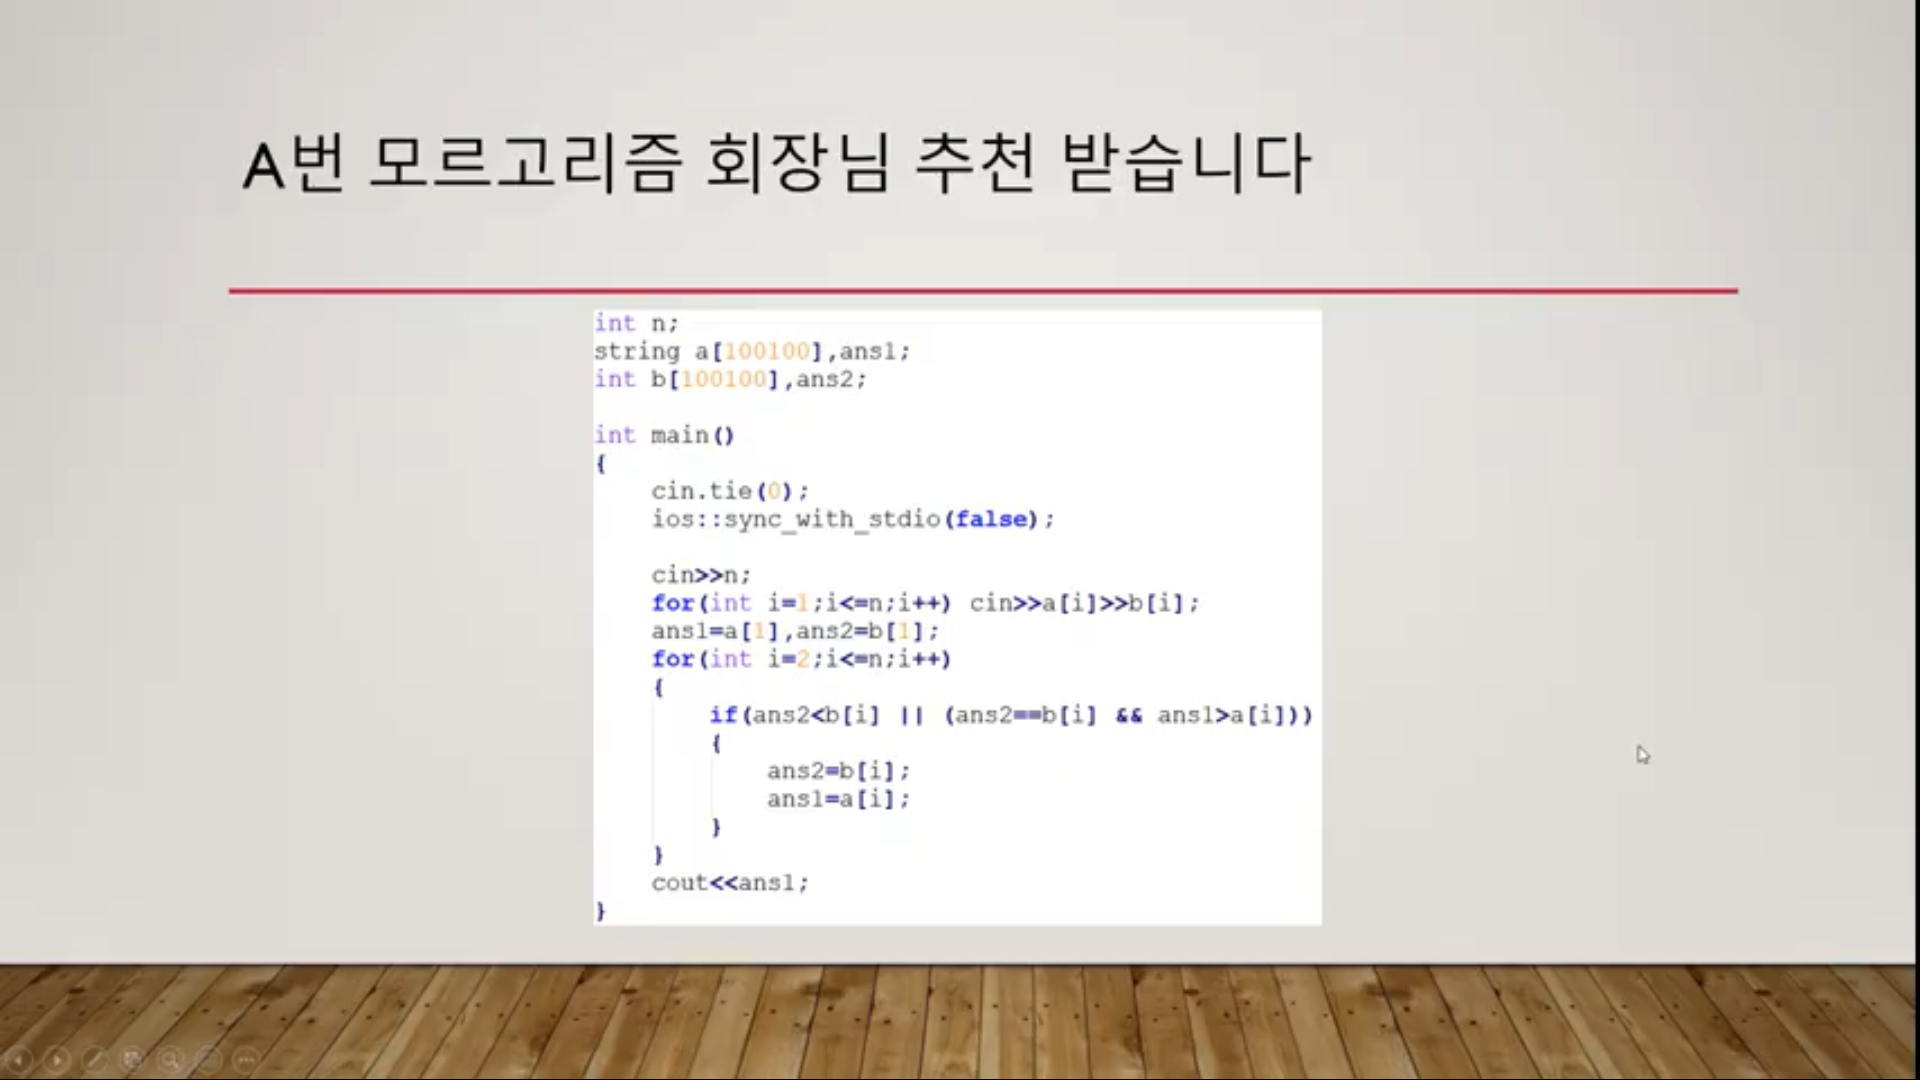 A번 모르고리즘 회장님 추천 받습니다
int n;
string a[100100],ans1;
int b[100100],ans2;
int main()
{
cin.tie(0);
ios::sync_with_stdio(false);
cin>>n;
for(int i=1;i<=n;i++) cin>>a[i]>>b[i];
ans1=a[1],ans2=b[1];
for(int i=2;i<=n;i++)
{
if(ans2<b[i] || (ans2==b[i] && ans1>a[i]))
{
ans2=b[i];
ans1=a[i];
}
}
cout<<ans1;
}